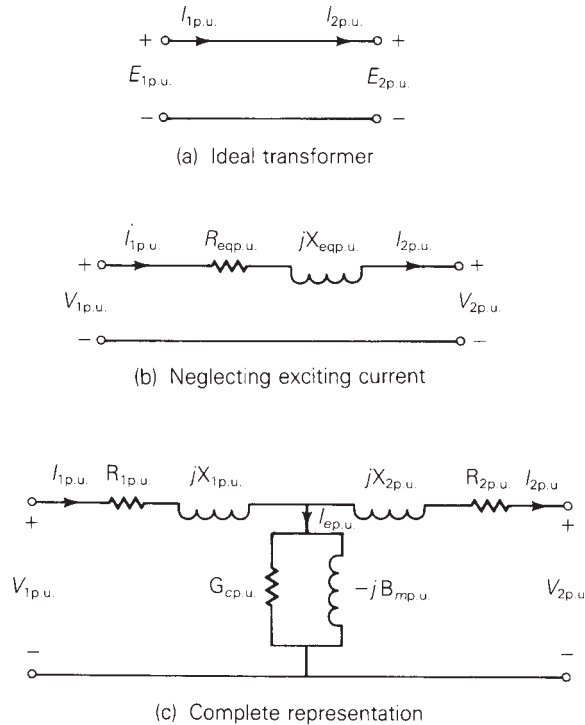 I1p.u. I2p.u.
+ +
E1p.u. E2p.u.
− −
(a) Ideal transformer
I1p.u. Reqp.u. jXeqp.u. I2p.u.
+ +
V1p.u. V2p.u.
− −
(b) Neglecting exciting current
I1p.u. R1p.u. jX1p.u. jX2p.u. R2p.u. I2p.u
+ Iep.u. +
V1p.u. Gcp.u. −jBmp.u. V2p.u
− −
(c) Complete representation